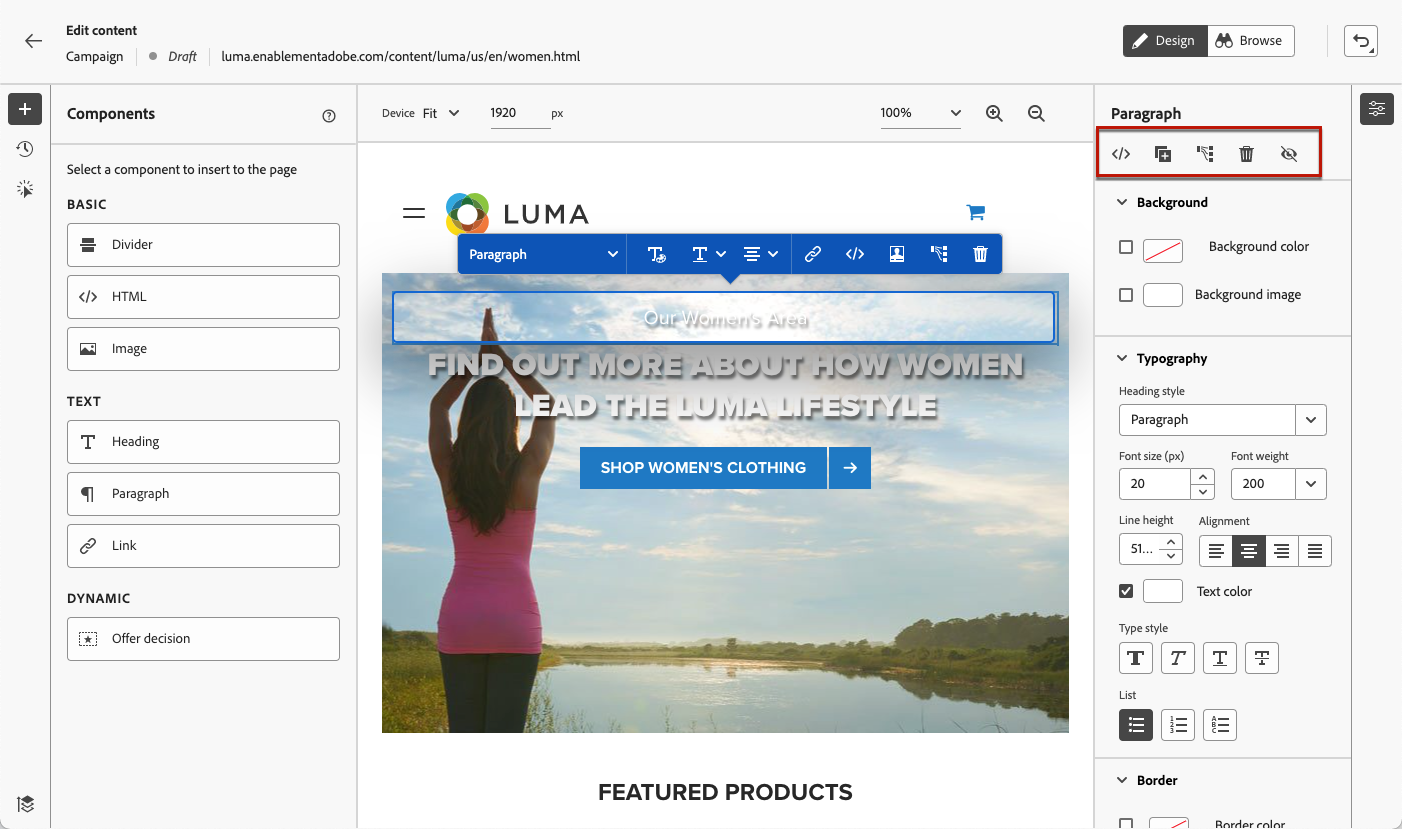 Edit content
Campaign Draft luma.enablementadobe.com/content/luma/us/en/women.html
Design Browse
Components
Select a component to insert to the page
BASIC
Divider
HTML
Image
TEXT
Heading
Paragraph
Link
DYNAMIC
Offer decision
Device Fit 1920 px 100%
LUMA
Paragraph
Our Women's Area
FIND OUT MORE ABOUT HOW WOMEN
LEAD THE LUMA LIFESTYLE
SHOP WOMEN'S CLOTHING
FEATURED PRODUCTS
Paragraph
Background
Background color
Background image
Typography
Heading style
Paragraph
Font size (px) Font weight
20 200
Line height Alignment
51...
Text color
Type style
List
Border
Border color